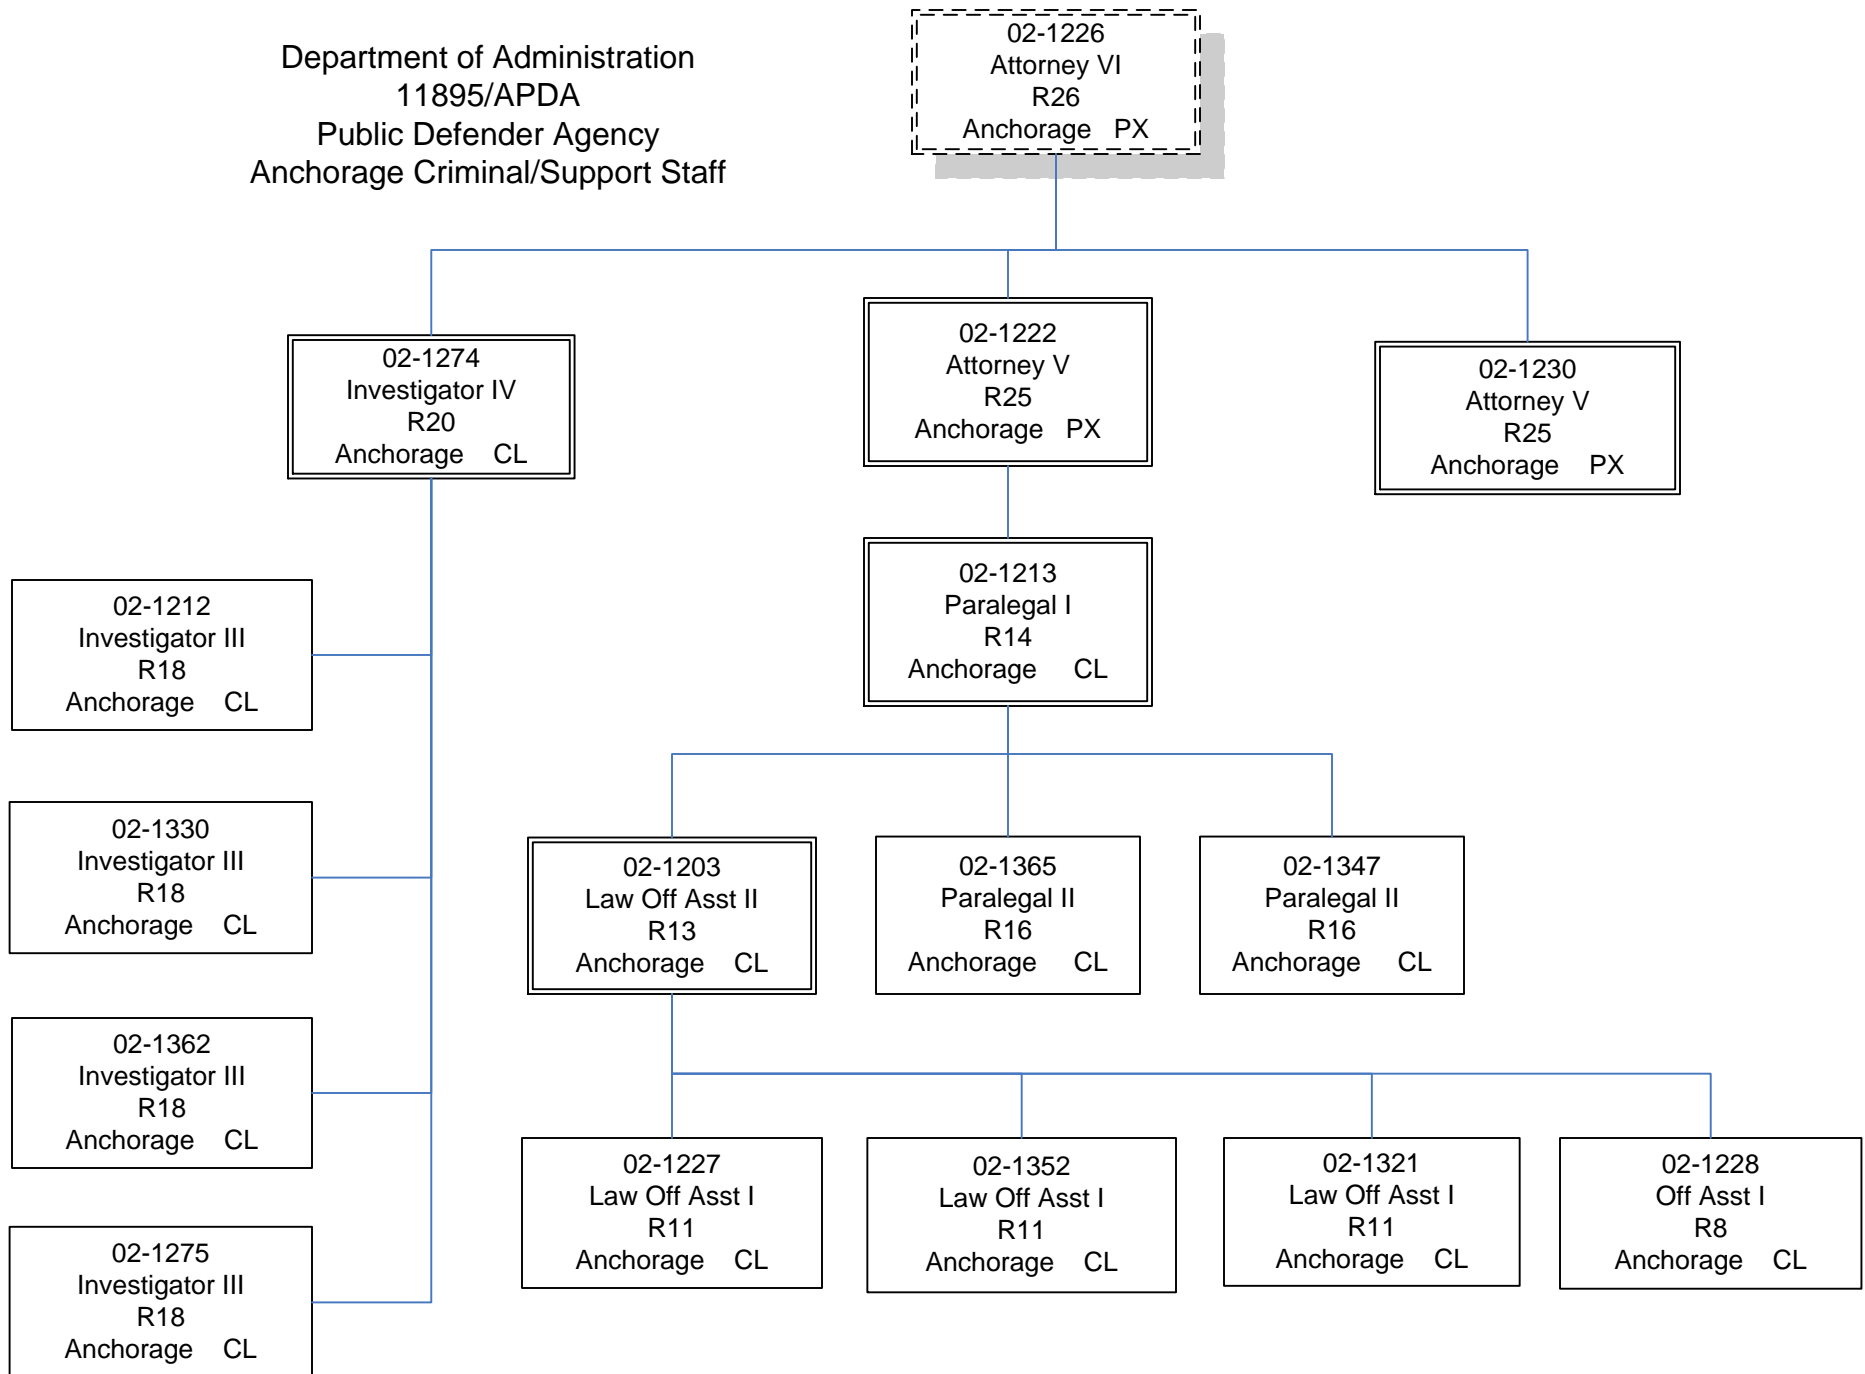 Department of Administration
11895/APDA
Public Defender Agency
Anchorage Criminal/Support Staff
02-1226
Attorney VI
R26
Anchorage PX
02-1274
Investigator IV
R20
Anchorage CL
02-1222
Attorney V
R25
Anchorage PX
02-1230
Attorney V
R25
Anchorage PX
02-1213
Paralegal I
R14
Anchorage CL
02-1212
Investigator III
R18
Anchorage CL
02-1330
Investigator III
R18
Anchorage CL
02-1362
Investigator III
R18
Anchorage CL
02-1275
Investigator III
R18
Anchorage CL
02-1203
Law Off Asst II
R13
Anchorage CL
02-1365
Paralegal II
R16
Anchorage CL
02-1347
Paralegal II
R16
Anchorage CL
02-1227
Law Off Asst I
R11
Anchorage CL
02-1352
Law Off Asst I
R11
Anchorage CL
02-1321
Law Off Asst I
R11
Anchorage CL
02-1228
Off Asst I
R8
Anchorage CL